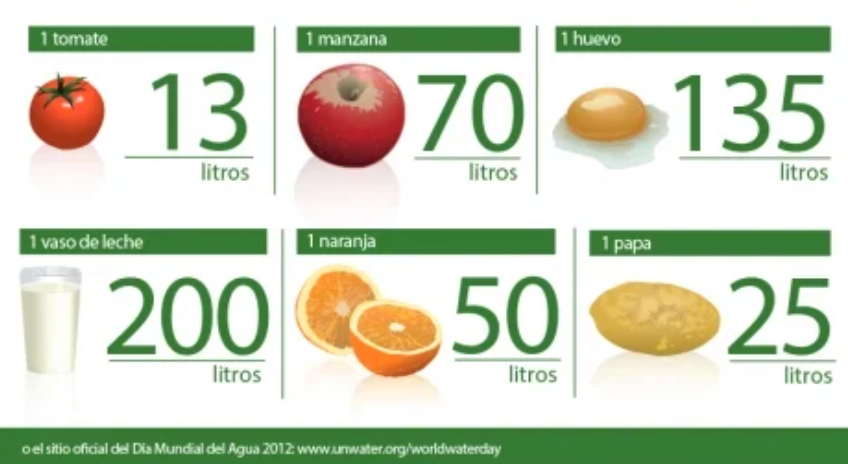 1 tomate
13
litros
1 manzana
70
litros
1 huevo
135
litros
1 vaso de leche
200
litros
1 naranja
50
litros
1 papa
25
litros
o el sitio oficial del Día Mundial del Agua 2012: www.unwater.org/worldwaterday